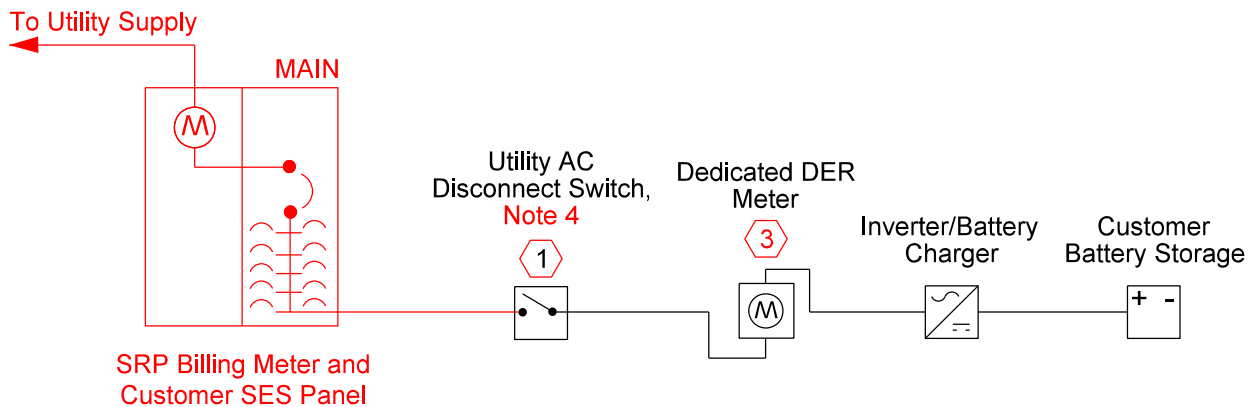 To Utility Supply
MAIN
M
Utility AC
Disconnect Switch,
Note 4
1
Dedicated DER
Meter
3
M
Inverter/Battery
Charger
Customer
Battery Storage
+ -
SRP Billing Meter and
Customer SES Panel